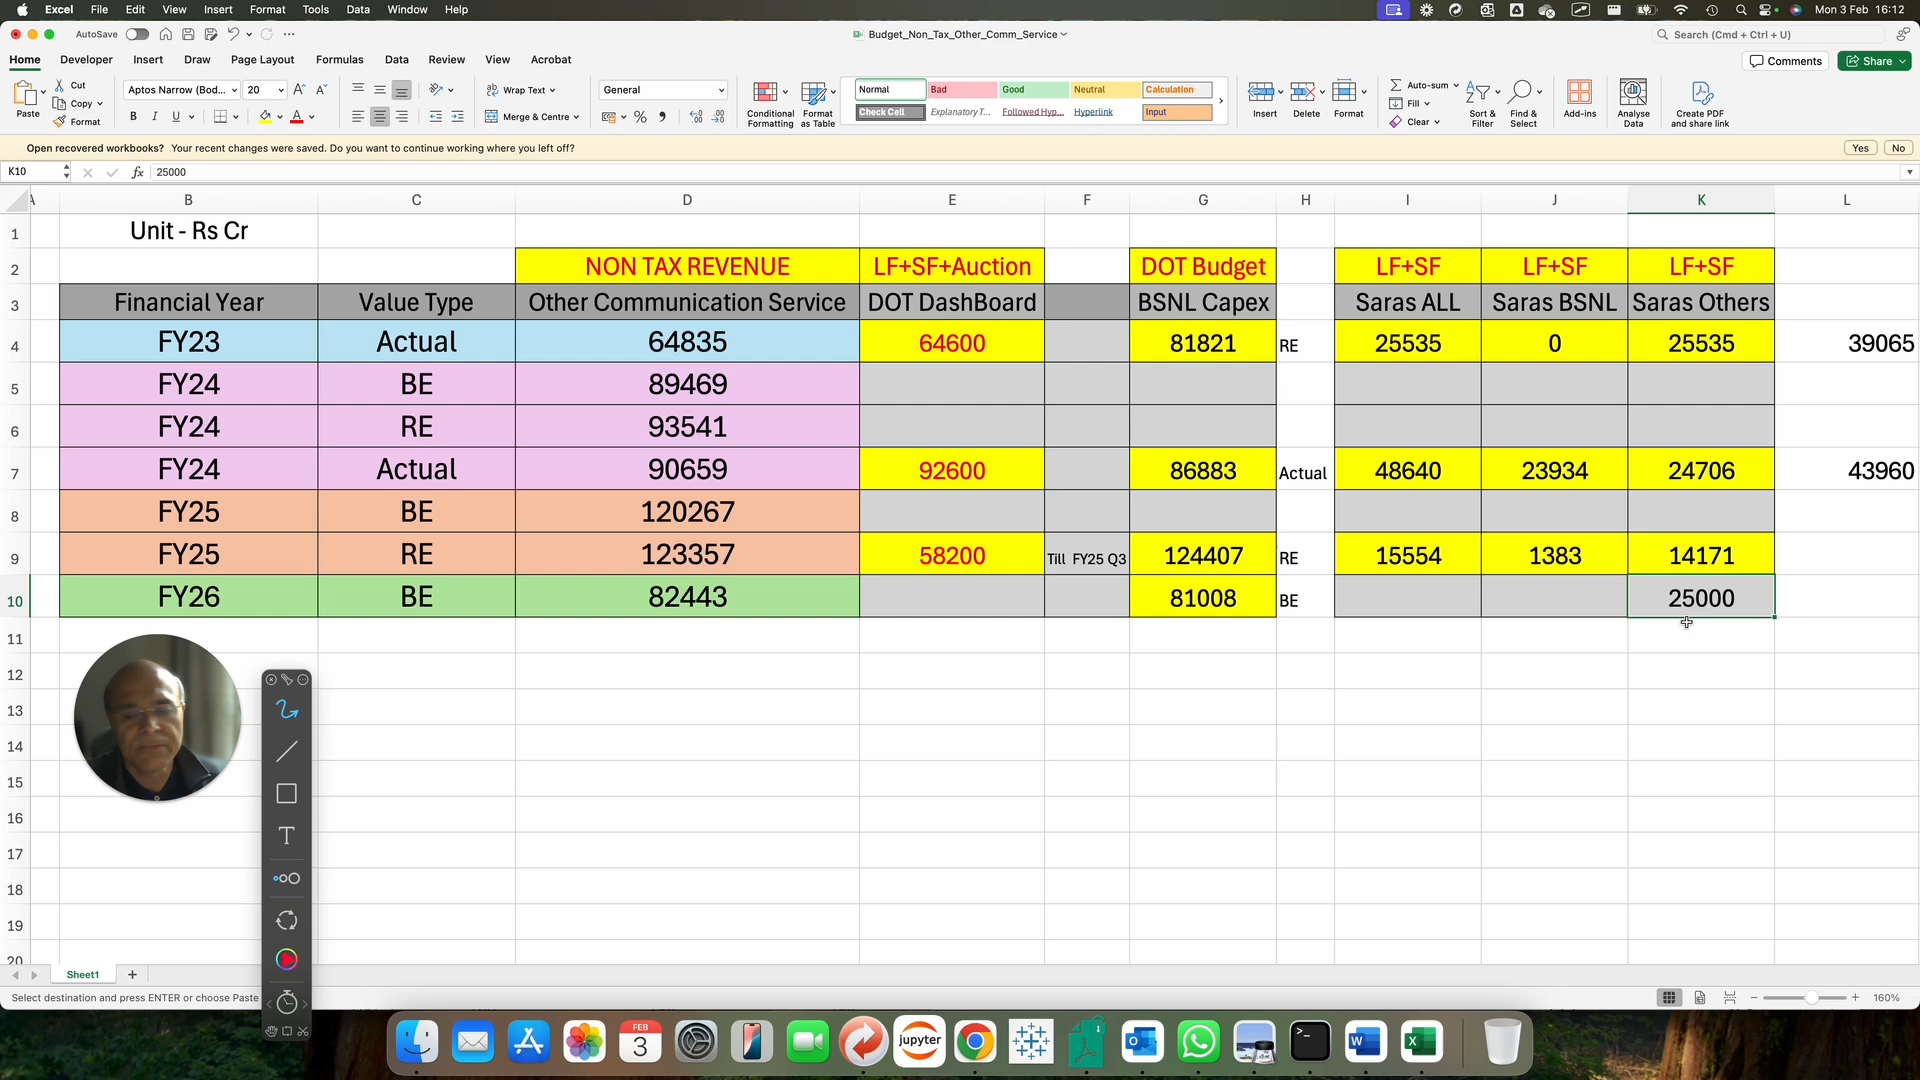 Excel File Edit View Insert Format Tools Data Window Help Mon 3 Feb 16:12
AutoSave Budget_Non_Tax_Other_Comm_Service Search (Cmd + Ctrl + U)
Home Developer Insert Draw Page Layout Formulas Data Review View Acrobat Comments Share
Paste Cut Copy Format
Aptos Narrow (Bod... 20
B I U
Wrap Text
Merge & Centre
General
Conditional Formatting
Format as Table
Normal Bad Good Neutral Calculation
Check Cell Explanatory T... Followed Hyp... Hyperlink Input
Insert Delete Format
Auto-sum
Fill
Clear
Sort & Filter
Find & Select
Add-ins
Analyse Data
Create PDF and share link
Open recovered workbooks? Your recent changes were saved. Do you want to continue working where you left off? Yes No
K10 fx 25000
A B C D E F G H I J K L
1 Unit - Rs Cr
2 NON TAX REVENUE LF+SF+Auction DOT Budget LF+SF LF+SF LF+SF
3 Financial Year Value Type Other Communication Service DOT DashBoard BSNL Capex Saras ALL Saras BSNL Saras Others
4 FY23 Actual 64835 64600 81821 RE 25535 0 25535 39065
5 FY24 BE 89469
6 FY24 RE 93541
7 FY24 Actual 90659 92600 86883 Actual 48640 23934 24706 43960
8 FY25 BE 120267
9 FY25 RE 123357 58200 Till FY25 Q3 124407 RE 15554 1383 14171
10 FY26 BE 82443 81008 BE 25000
11
12
13
14
15
16
17
18
19
20
Sheet1
Select destination and press ENTER or choose Paste 160%
FEB
3
jupyter